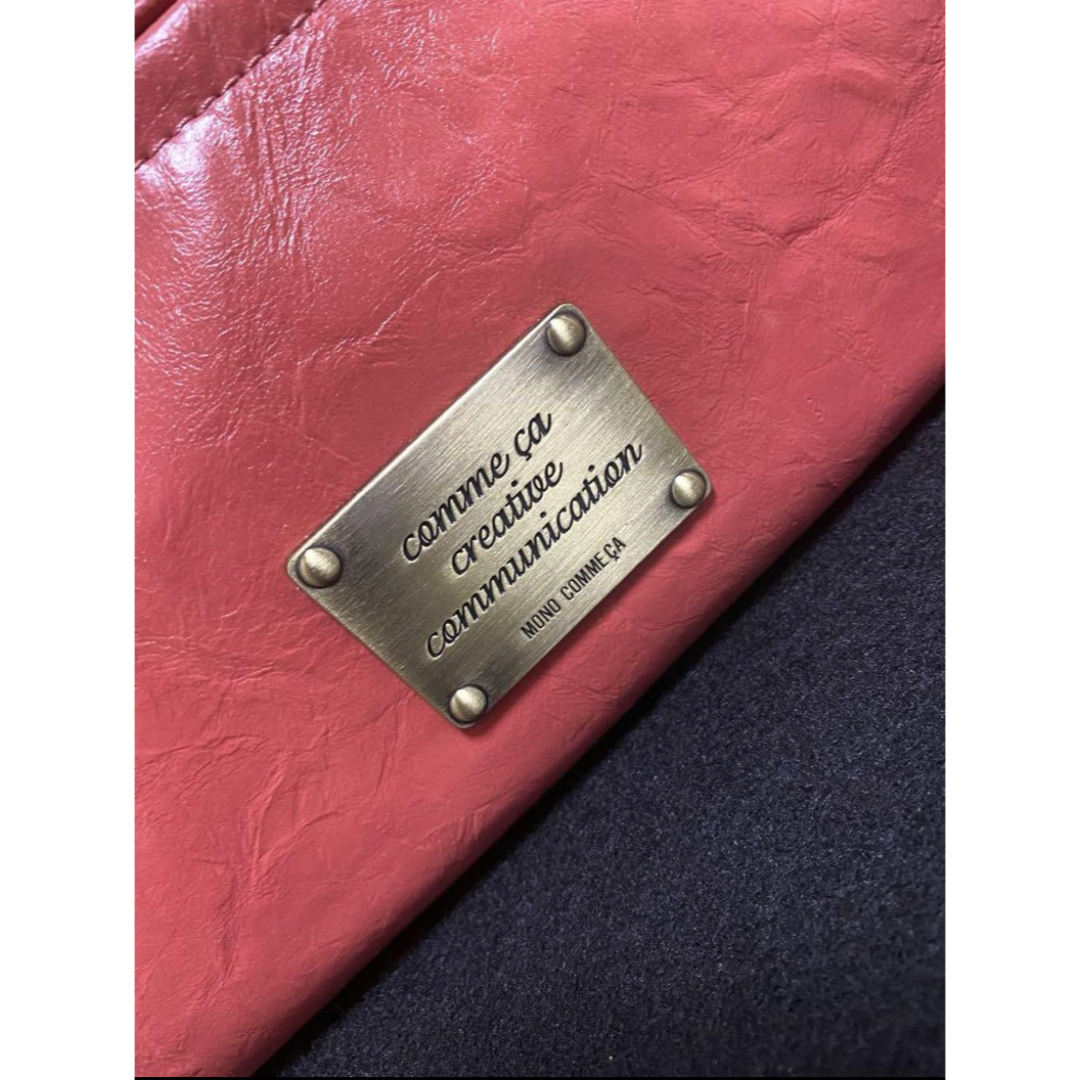 comme ça
creative
communication
MONO COMME ÇA